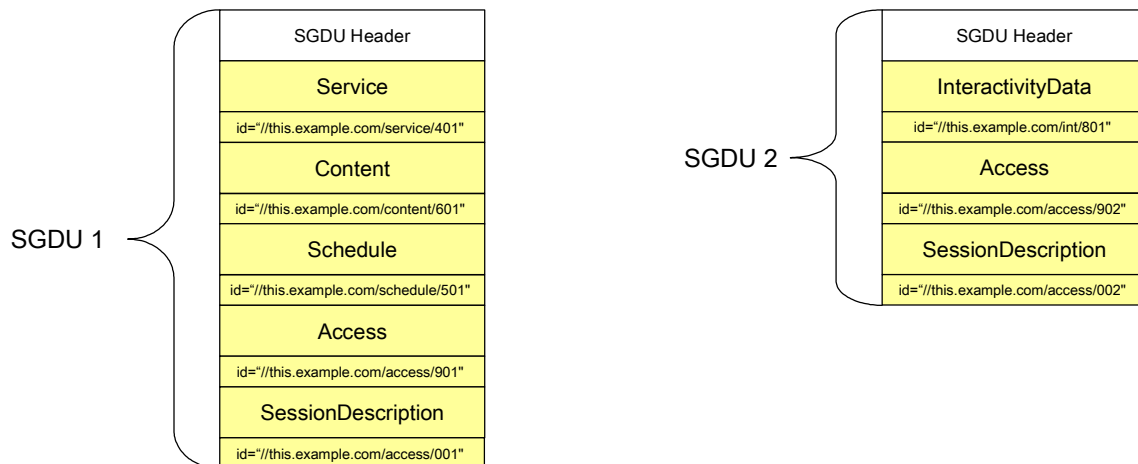 SGDU 1
SGDU Header
Service
id=“//this.example.com/service/401"
Content
id=“//this.example.com/content/601"
Schedule
id=“//this.example.com/schedule/501"
Access
id=“//this.example.com/access/901"
SessionDescription
id=“//this.example.com/access/001"
SGDU 2
SGDU Header
InteractivityData
id=“//this.example.com/int/801"
Access
id=“//this.example.com/access/902"
SessionDescription
id=“//this.example.com/access/002"